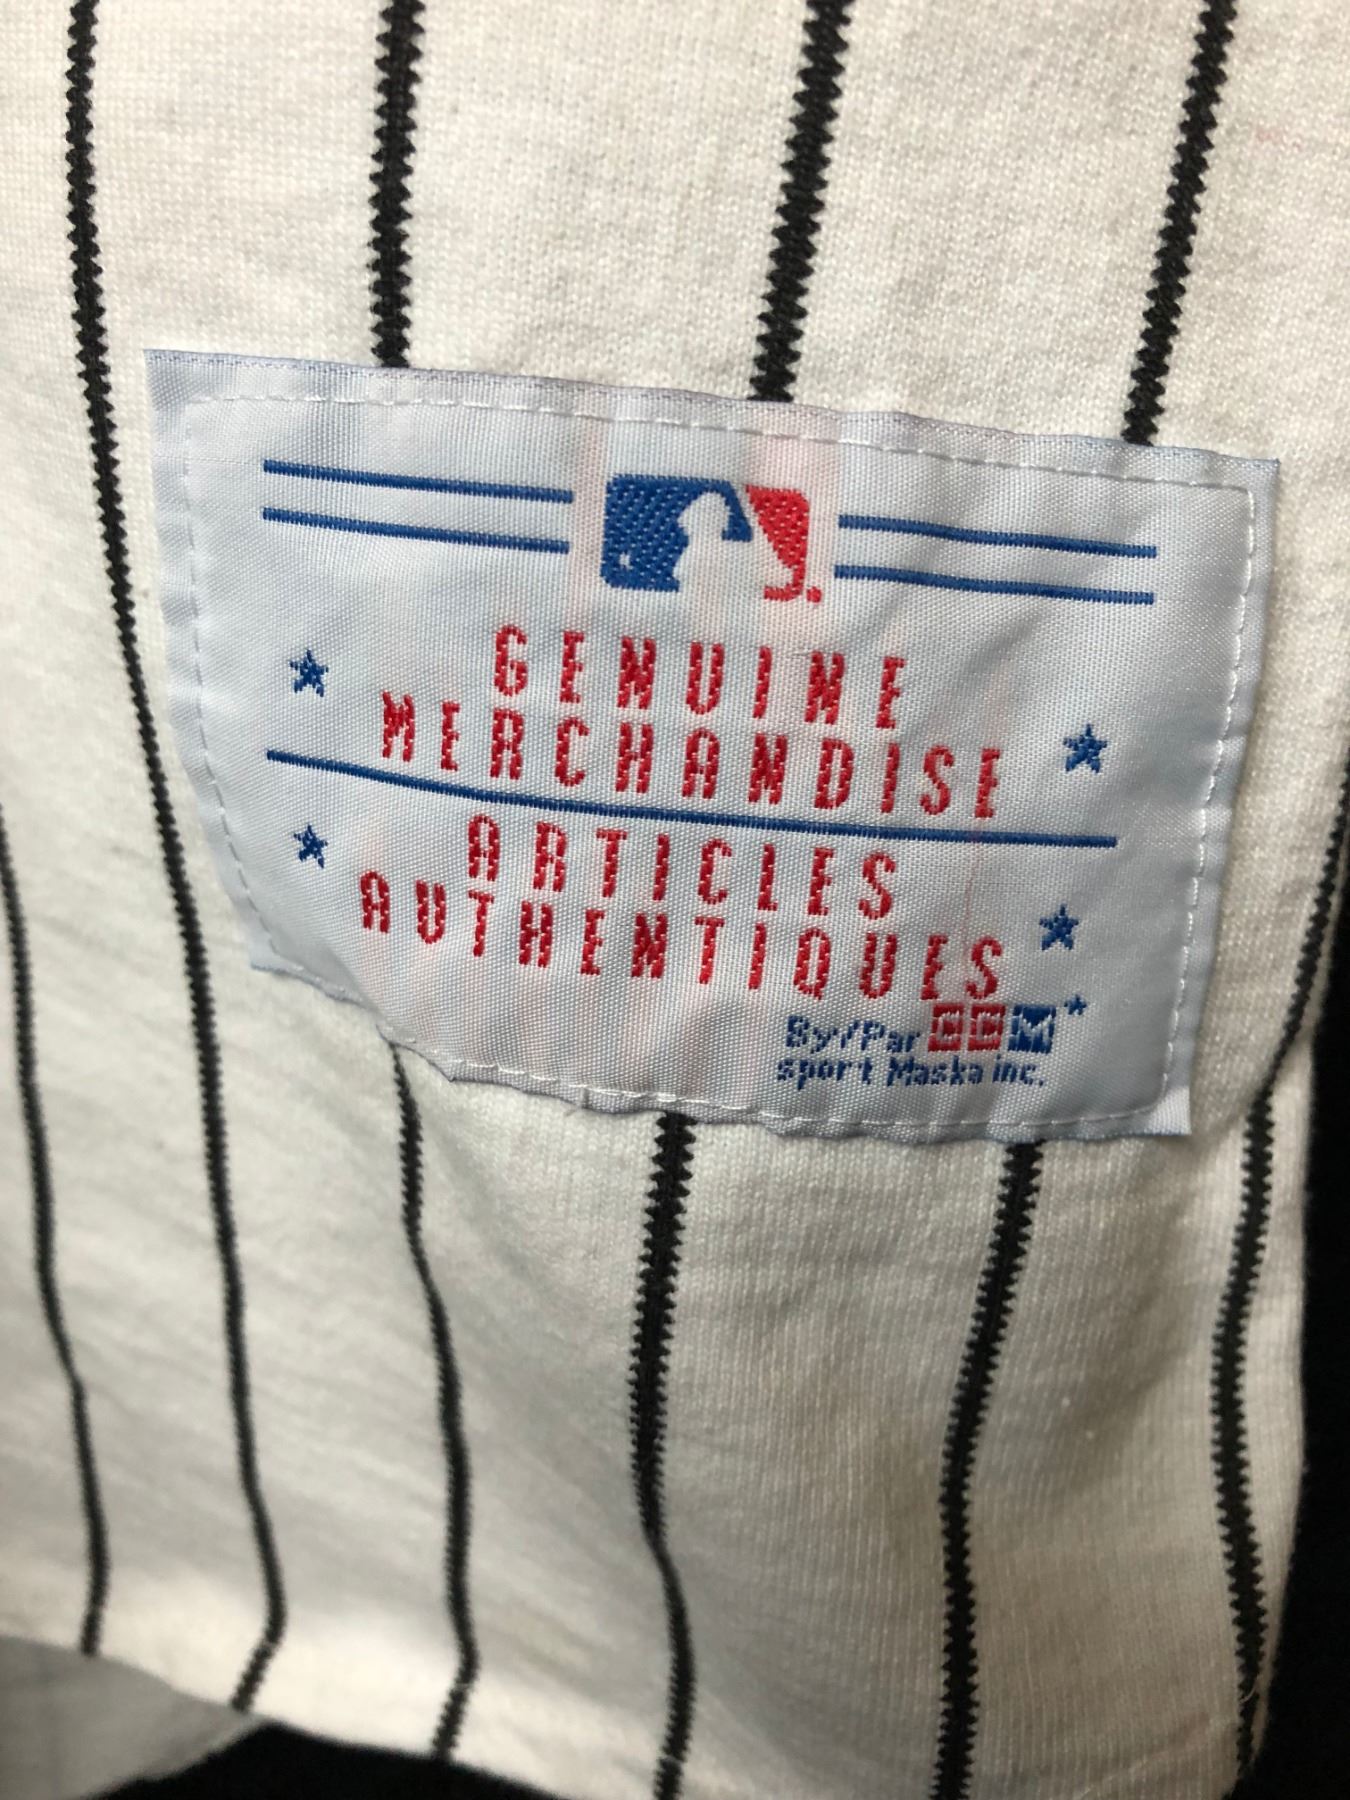 GENUINE
MERCHANDISE
ARTICLES
AUTHENTIQUES
By/Par CCM*
sport Maska inc.